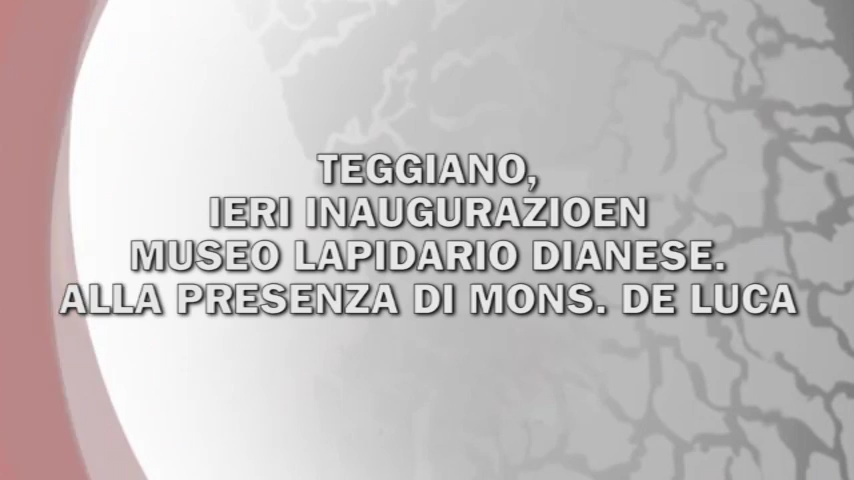 TEGGIANO,
IERI INAUGURAZIOEN
MUSEO LAPIDARIO DIANESE.
ALLA PRESENZA DI MONS. DE LUCA